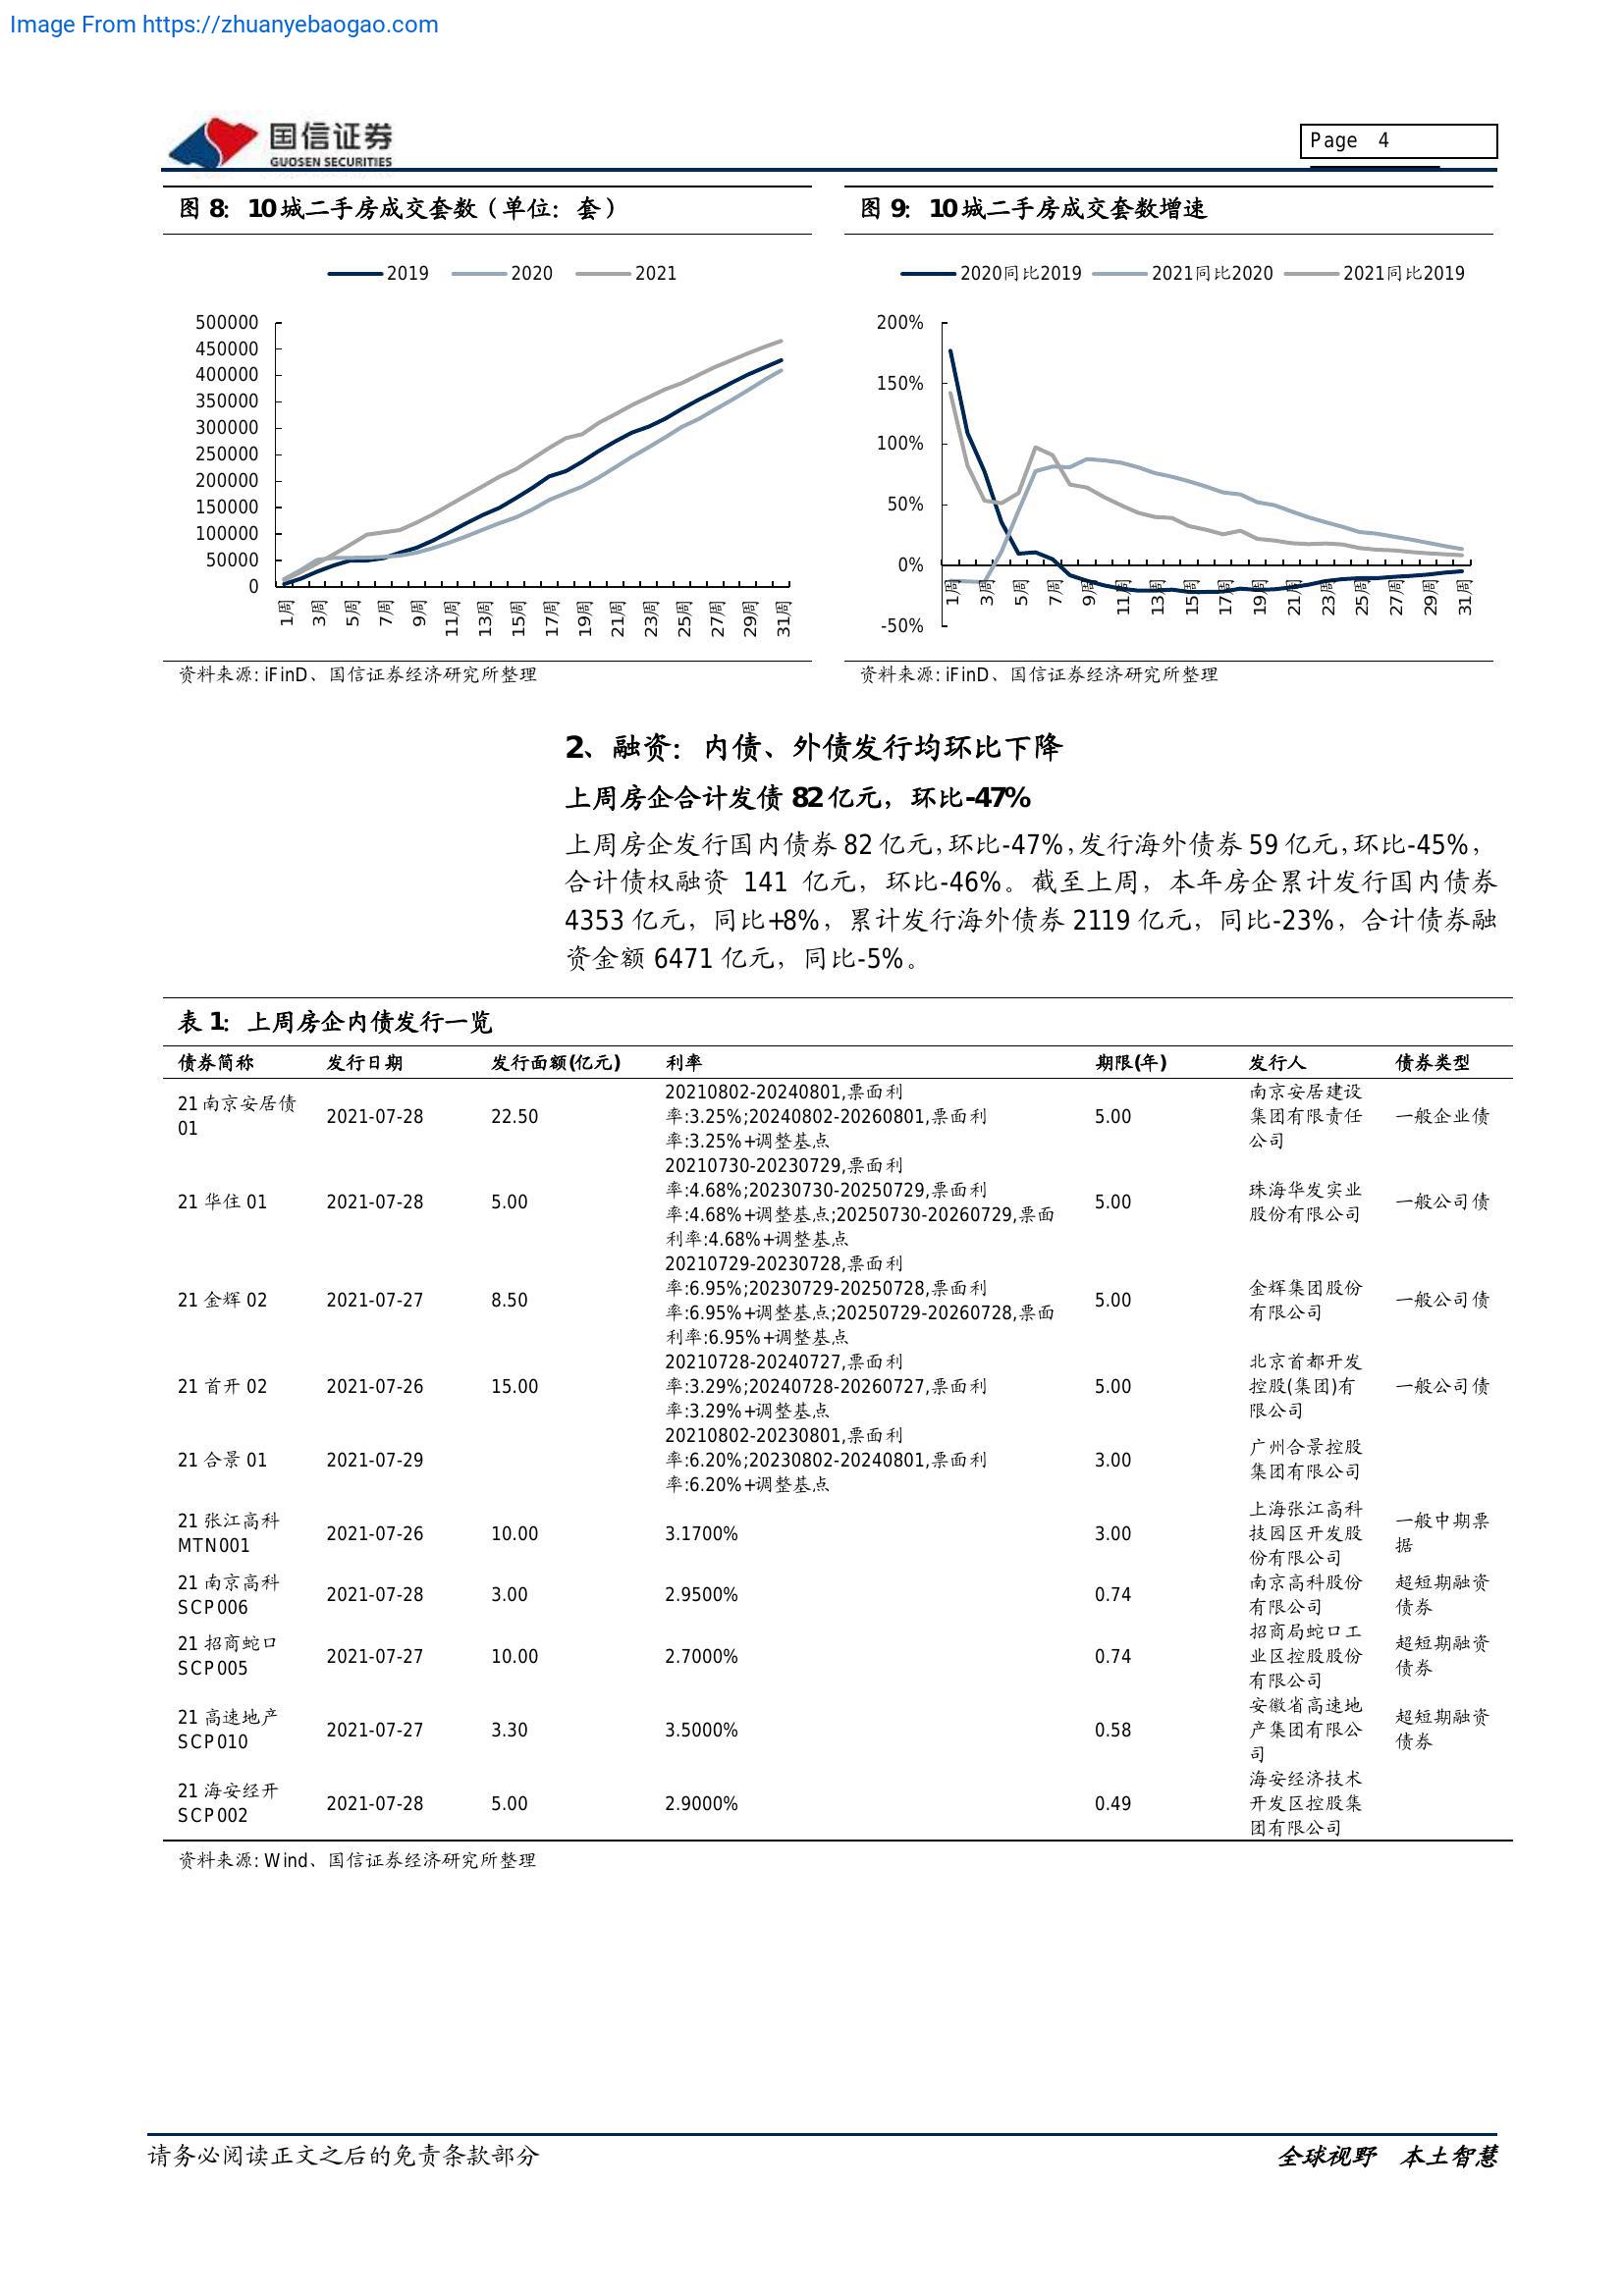 Image From https://zhuanyebaogao.com
国信证券
GUOSEN SECURITIES
Page 4
图 8：10 城二手房成交套数（单位：套）
2019 2020 2021
500000
450000
400000
350000
300000
250000
200000
150000
100000
50000
0
1周 3周 5周 7周 9周 11周 13周 15周 17周 19周 21周 23周 25周 27周 29周 31周
资料来源: iFinD、国信证券经济研究所整理
图 9：10 城二手房成交套数增速
2020同比2019 2021同比2020 2021同比2019
200%
150%
100%
50%
0%
-50%
1周 3周 5周 7周 9周 11周 13周 15周 17周 19周 21周 23周 25周 27周 29周 31周
资料来源: iFinD、国信证券经济研究所整理
2、融资：内债、外债发行均环比下降
上周房企合计发债 82 亿元，环比-47%
上周房企发行国内债券 82 亿元，环比-47%，发行海外债券 59 亿元，环比-45%，
合计债权融资 141 亿元，环比-46%。截至上周，本年房企累计发行国内债券
4353 亿元，同比+8%，累计发行海外债券 2119 亿元，同比-23%，合计债券融
资金额 6471 亿元，同比-5%。
表 1：上周房企内债发行一览
债券简称 发行日期 发行面额(亿元) 利率 期限(年) 发行人 债券类型
21 南京安居债
01
2021-07-28
22.50
20210802-20240801,票面利
率:3.25%;20240802-20260801,票面利
率:3.25%+调整基点
5.00
南京安居建设
集团有限责任
公司
一般企业债
21 华住 01
2021-07-28
5.00
20210730-20230729,票面利
率:4.68%;20230730-20250729,票面利
率:4.68%+调整基点;20250730-20260729,票面
利率:4.68%+调整基点
5.00
珠海华发实业
股份有限公司
一般公司债
21 金辉 02
2021-07-27
8.50
20210729-20230728,票面利
率:6.95%;20230729-20250728,票面利
率:6.95%+调整基点;20250729-20260728,票面
利率:6.95%+调整基点
5.00
金辉集团股份
有限公司
一般公司债
21 首开 02
2021-07-26
15.00
20210728-20240727,票面利
率:3.29%;20240728-20260727,票面利
率:3.29%+调整基点
5.00
北京首都开发
控股(集团)有
限公司
一般公司债
21 合景 01
2021-07-29
20210802-20230801,票面利
率:6.20%;20230802-20240801,票面利
率:6.20%+调整基点
3.00
广州合景控股
集团有限公司
21 张江高科
MTN001
2021-07-26
10.00
3.1700%
3.00
上海张江高科
技园区开发股
份有限公司
一般中期票
据
21 南京高科
SCP006
2021-07-28
3.00
2.9500%
0.74
南京高科股份
有限公司
超短期融资
债券
21 招商蛇口
SCP005
2021-07-27
10.00
2.7000%
0.74
招商局蛇口工
业区控股股份
有限公司
超短期融资
债券
21 高速地产
SCP010
2021-07-27
3.30
3.5000%
0.58
安徽省高速地
产集团有限公
司
超短期融资
债券
21 海安经开
SCP002
2021-07-28
5.00
2.9000%
0.49
海安经济技术
开发区控股集
团有限公司
资料来源: Wind、国信证券经济研究所整理
请务必阅读正文之后的免责条款部分
全球视野 本土智慧